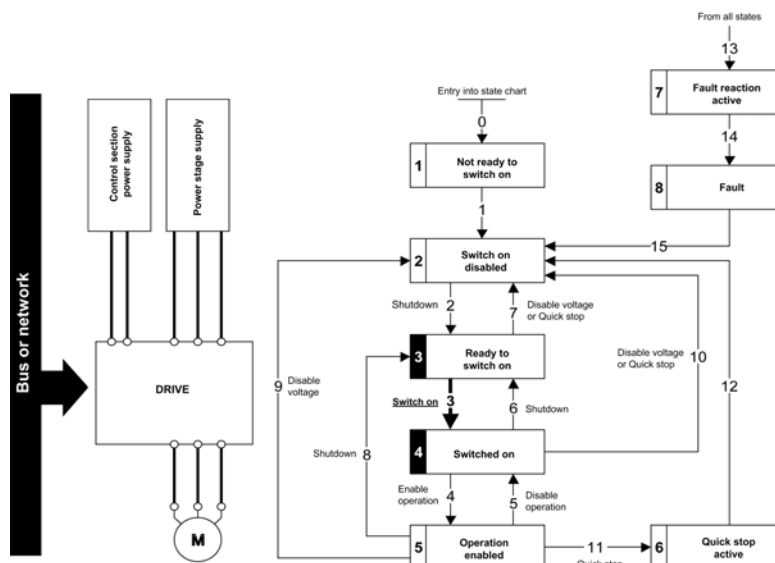 From all states
13
7
Fault reaction
active
14
8
Fault
15
Entry into state chart
0
1
Not ready to
switch on
1
2
Switch on
disabled
Shutdown
2
7
Disable voltage
or Quick stop
3
Ready to
switch on
Switch on
3
6
Shutdown
4
Switched on
Enable
operation
4
5
Disable
operation
5
Operation
enabled
11
Quick stop
6
Quick stop
active
9
Disable
voltage
Shutdown
8
Disable voltage
or Quick stop
10
12
Bus or network
Control section
power supply
Power stage supply
DRIVE
M